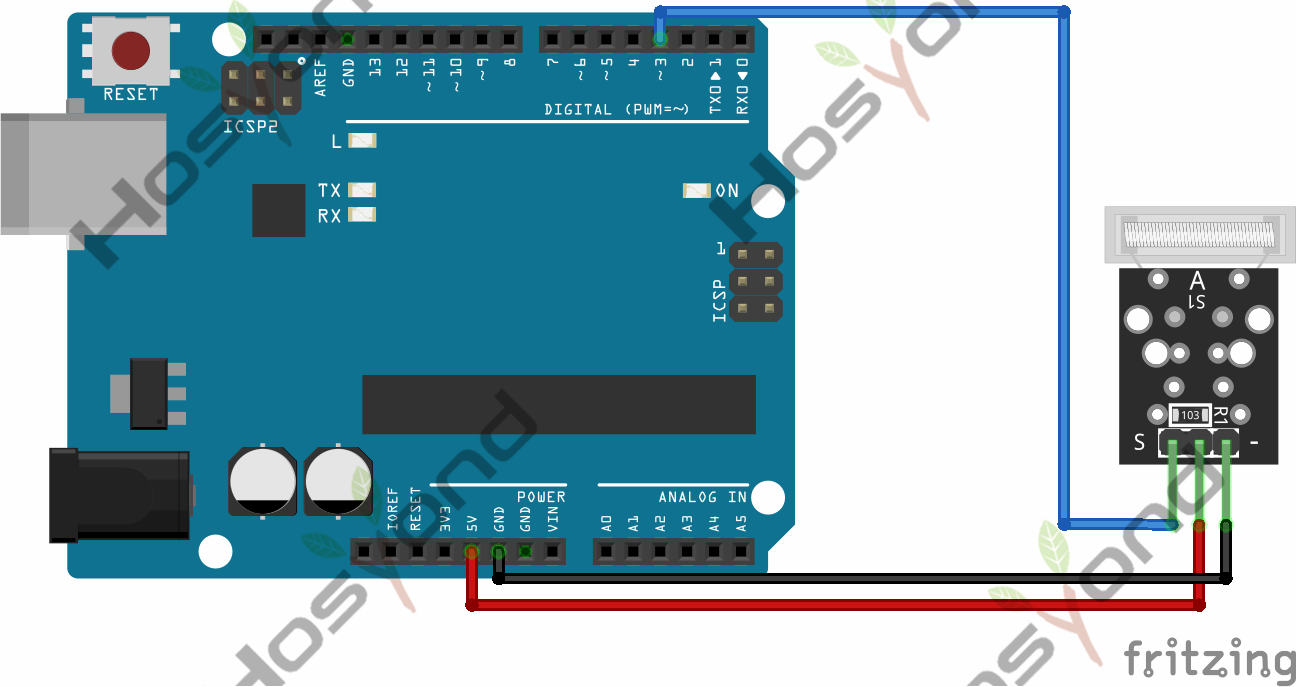 RESET
ICSP2
AREF
GND
13
12
~11
~10
~9
8
7
~6
~5
4
~3
2
TX0▶1
RX0◀0
DIGITAL (PWM=~)
L
TX
RX
ON
1
ICSP
A
S1
103
R1
S
-
IOREF
RESET
3V3
5V
GND
GND
VIN
POWER
ANALOG IN
A0
A1
A2
A3
A4
A5
HosYond
HosYond
HosYond
HosYond
fritzing